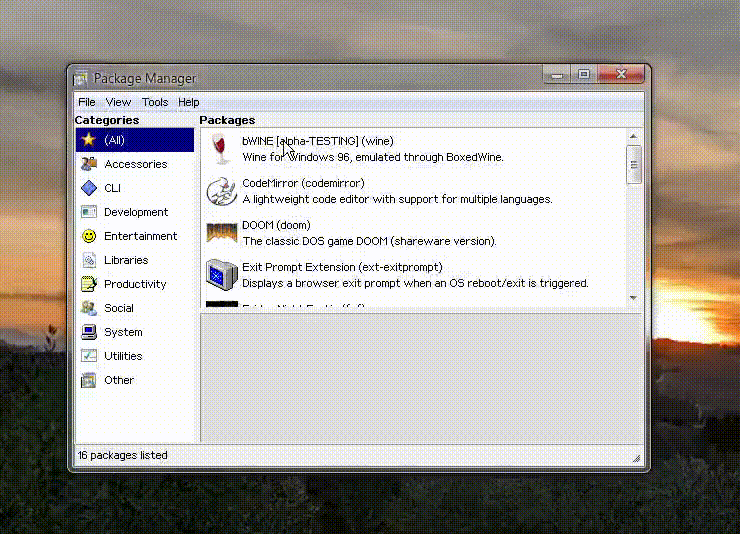 Package Manager
File View Tools Help
Categories
Packages
(All)
Accessories
CLI
Development
Entertainment
Libraries
Productivity
Social
System
Utilities
Other
bWINE [alpha-TESTING] (wine)
Wine for Windows 96, emulated through BoxedWine.
CodeMirror (codemirror)
A lightweight code editor with support for multiple languages.
DOOM (doom)
The classic DOS game DOOM (shareware version).
Exit Prompt Extension (ext-exitprompt)
Displays a browser exit prompt when an OS reboot/exit is triggered.
16 packages listed